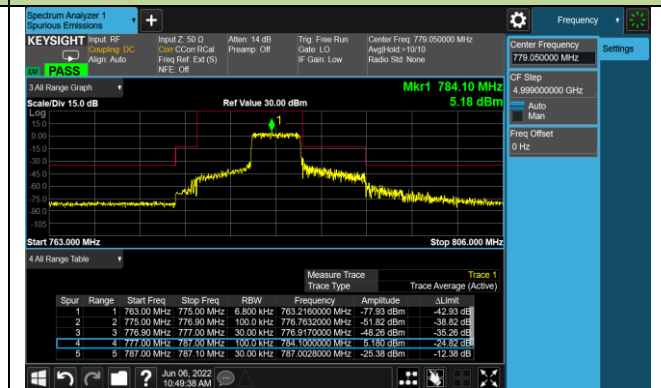 Spectrum Analyzer 1
Spurious Emissions
Frequency
KEYSIGHT Input: RF
Coupling: DC
Align: Auto
Input Z: 50 Ω
Corr CCorr RCal
Freq Ref: Ext (S)
NFE: Off
Atten: 14 dB
Preamp: Off
Trig: Free Run
Gate: LO
IF Gain: Low
Center Freq: 779.050000 MHz
Avg|Hold:>10/10
Radio Std: None
PASS
Center Frequency
779.050000 MHz
Settings
CF Step
4.999000000 GHz
Auto
Man
Freq Offset
0 Hz
3 All Range Graph
Mkr1 784.10 MHz
5.18 dBm
Scale/Div 15.0 dB
Ref Value 30.00 dBm
Log
15.0
0.00
-15.0
-30.0
-45.0
-60.0
-75.0
-90.0
-105
1
Start 763.000 MHz
Stop 806.000 MHz
4 All Range Table
Measure Trace Trace 1
Trace Type Trace Average (Active)
Spur Range Start Freq Stop Freq RBW Frequency Amplitude ΔLimit
1 1 763.00 MHz 775.00 MHz 6.800 kHz 763.2160000 MHz -77.93 dBm -42.93 dB
2 2 775.00 MHz 776.90 MHz 100.0 kHz 776.7632000 MHz -51.82 dBm -38.82 dB
3 3 776.90 MHz 777.00 MHz 30.00 kHz 776.9170000 MHz -48.26 dBm -35.26 dB
4 4 777.00 MHz 787.00 MHz 100.0 kHz 784.1000000 MHz 5.180 dBm -24.82 dB
5 5 787.00 MHz 787.10 MHz 30.00 kHz 787.0028000 MHz -25.38 dBm -12.38 dB
Jun 06, 2022
10:49:38 AM